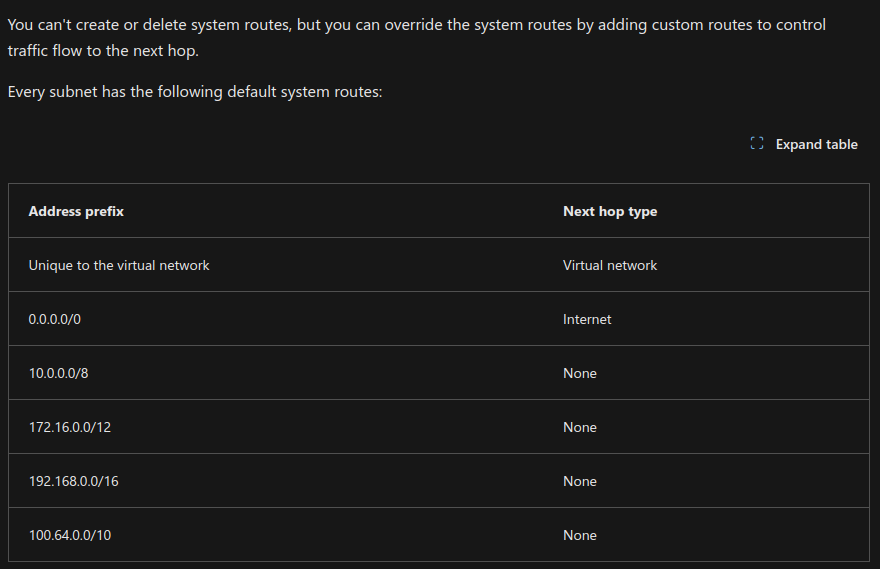 You can't create or delete system routes, but you can override the system routes by adding custom routes to control
traffic flow to the next hop.
Every subnet has the following default system routes:
Expand table
Address prefix Next hop type
Unique to the virtual network Virtual network
0.0.0.0/0 Internet
10.0.0.0/8 None
172.16.0.0/12 None
192.168.0.0/16 None
100.64.0.0/10 None